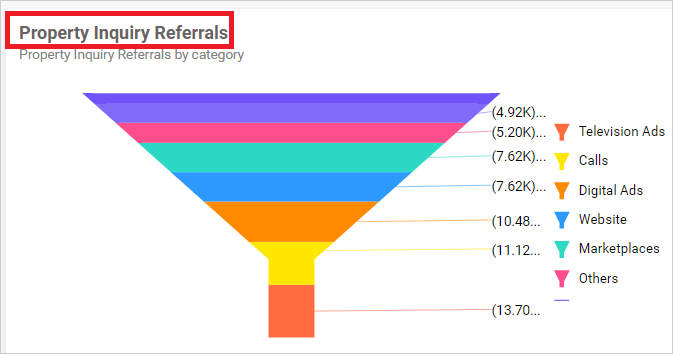 Property Inquiry Referrals
Property Inquiry Referrals by category
(4.92K)...
(5.20K)...
(7.62K)...
(7.62K)...
(10.48...
(11.12...
(13.70...
Television Ads
Calls
Digital Ads
Website
Marketplaces
Others